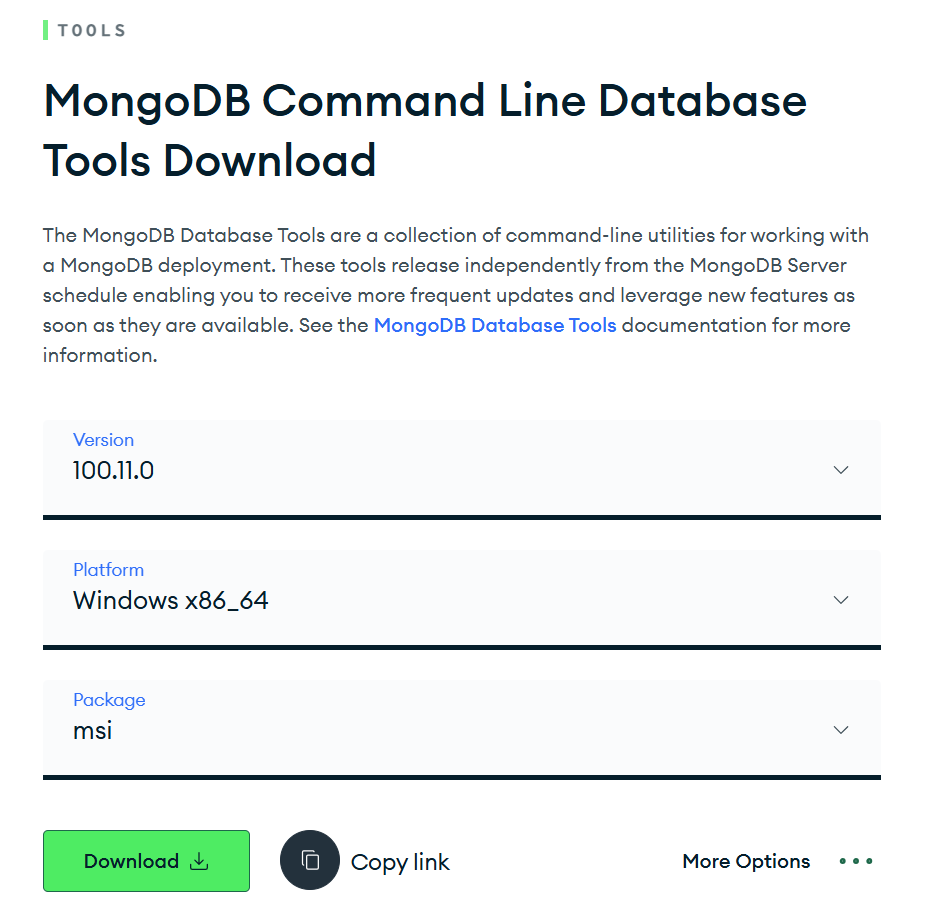 TOOLS
MongoDB Command Line Database
Tools Download
The MongoDB Database Tools are a collection of command-line utilities for working with
a MongoDB deployment. These tools release independently from the MongoDB Server
schedule enabling you to receive more frequent updates and leverage new features as
soon as they are available. See the MongoDB Database Tools documentation for more
information.
Version
100.11.0
Platform
Windows x86_64
Package
msi
Download
Copy link
More Options